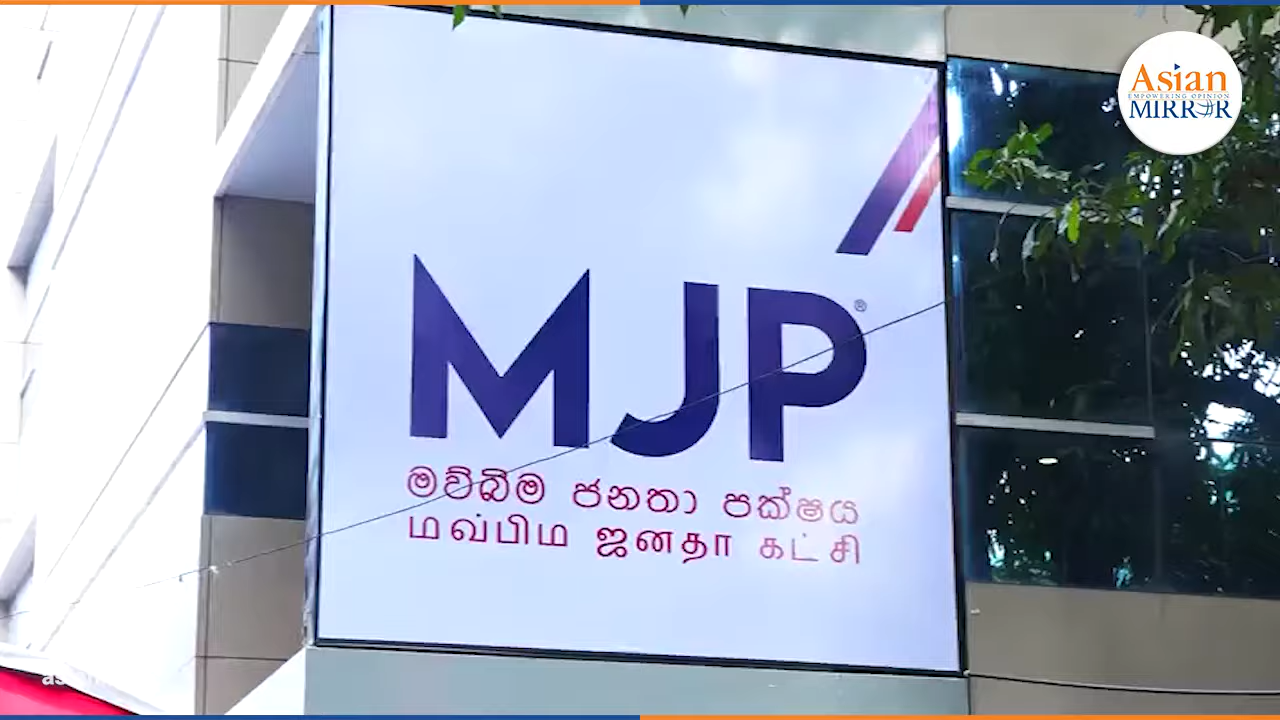 Asian
EMPOWERING OPINION
MIRROR
MJP
®
මව්බිම ජනතා පක්ෂය
மவ்பிம ஜனதா கட்சி